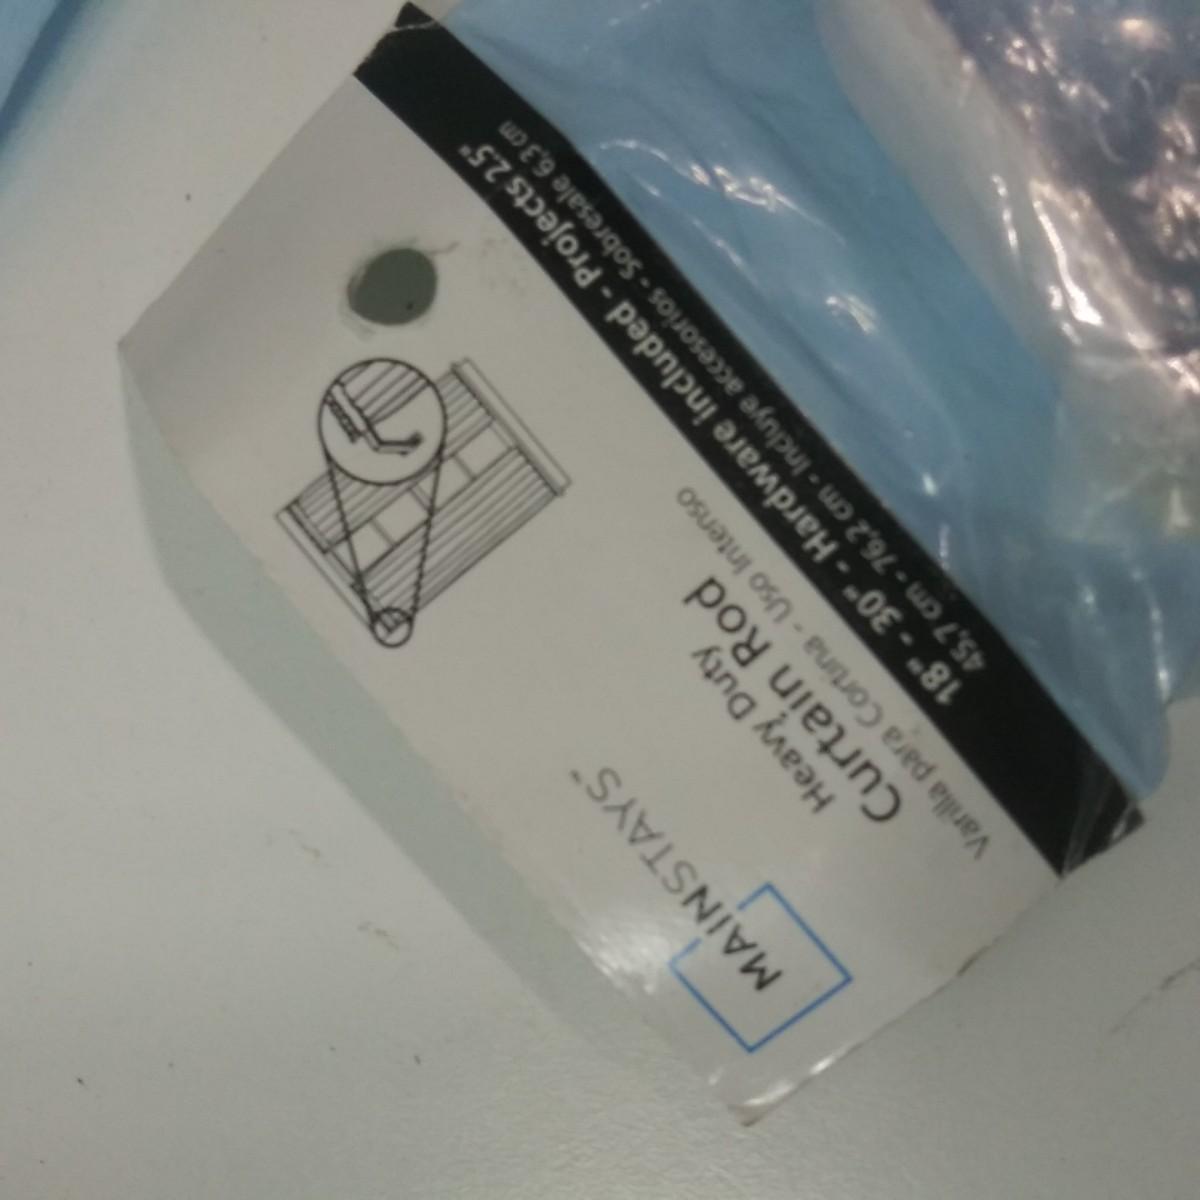 MAINSTAYS™
Heavy Duty
Curtain Rod
Varilla para Cortina - Uso Intenso
18" - 30" - Hardware Included - Projects 2.5"
45,7 cm - 76,2 cm - Incluye accesorios - Sobresale 6,3 cm